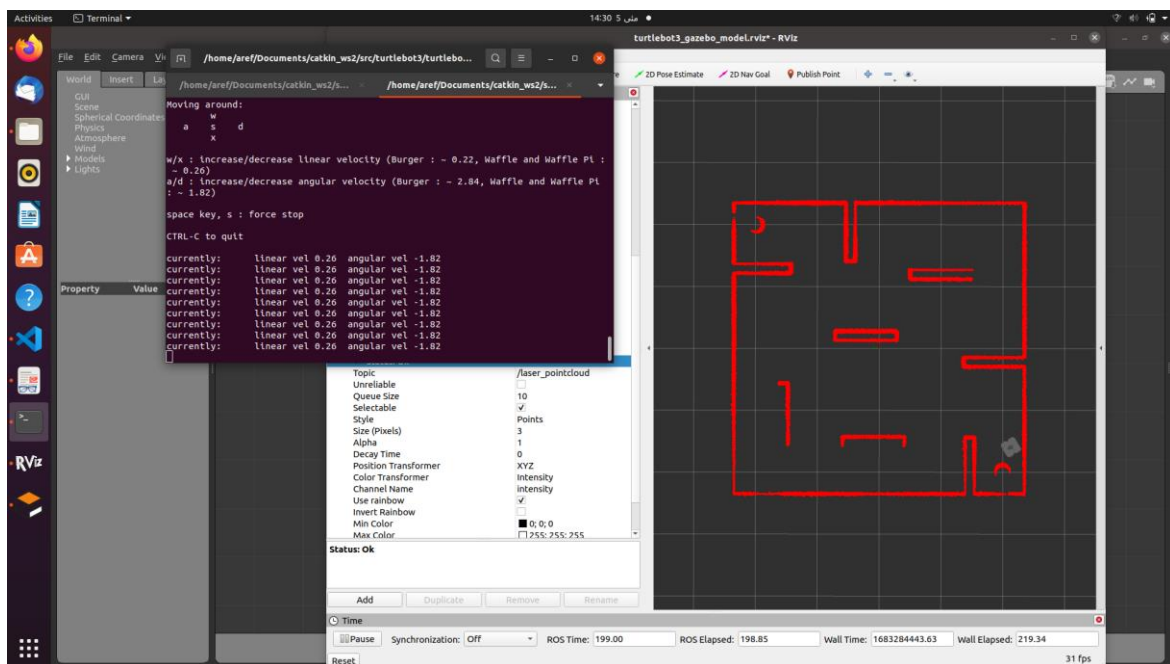 Activities
Terminal
14:30 5 مئی
turtlebot3_gazebo_model.rviz* - RViz
File Edit Camera
/home/aref/Documents/catkin_ws2/src/turtlebot3/turtlebo...
World Insert
/home/aref/Documents/catkin_ws2/s...
/home/aref/Documents/catkin_ws2/s...
2D Pose Estimate 2D Nav Goal Publish Point
GUI
Scene
Spherical Coordinates
Physics
Atmosphere
Wind
Models
Lights
Property Value
Moving around:
w
a s d
x
w/x : increase/decrease linear velocity (Burger : ~ 0.22, Waffle and Waffle Pi :
~ 0.26)
a/d : increase/decrease angular velocity (Burger : ~ 2.84, Waffle and Waffle Pi
: ~ 1.82)
space key, s : force stop
CTRL-C to quit
currently: linear vel 0.26 angular vel -1.82
currently: linear vel 0.26 angular vel -1.82
currently: linear vel 0.26 angular vel -1.82
currently: linear vel 0.26 angular vel -1.82
currently: linear vel 0.26 angular vel -1.82
currently: linear vel 0.26 angular vel -1.82
currently: linear vel 0.26 angular vel -1.82
currently: linear vel 0.26 angular vel -1.82
currently: linear vel 0.26 angular vel -1.82
Topic /laser_pointcloud
Unreliable
Queue Size 10
Selectable
Style Points
Size (Pixels) 3
Alpha 1
Decay Time 0
Position Transformer XYZ
Color Transformer Intensity
Channel Name intensity
Use rainbow
Invert Rainbow
Min Color 0; 0; 0
Max Color 255; 255; 255
Status: Ok
Add Duplicate Remove Rename
Time
Pause Synchronization: Off ROS Time: 199.00 ROS Elapsed: 198.85 Wall Time: 1683284443.63 Wall Elapsed: 219.34
Reset 31 fps
RViz